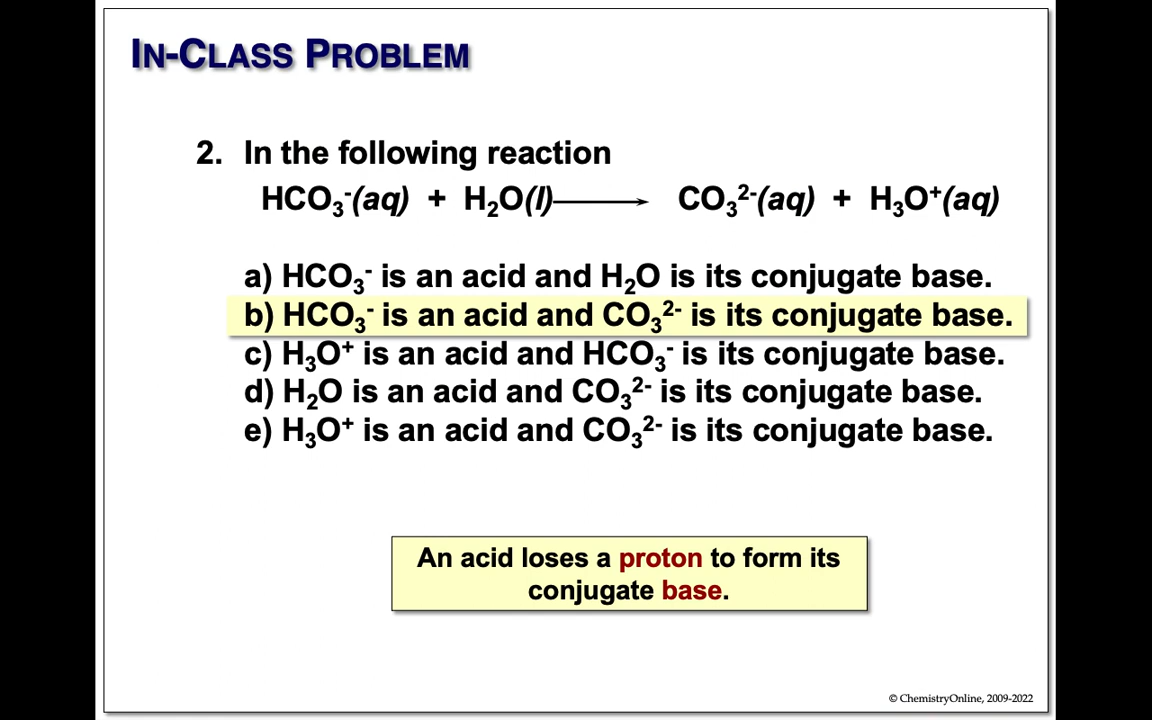 IN-CLASS PROBLEM
2. In the following reaction
HCO₃⁻(aq) + H₂O(l) ⟶ CO₃²⁻(aq) + H₃O⁺(aq)
a) HCO₃⁻ is an acid and H₂O is its conjugate base.
b) HCO₃⁻ is an acid and CO₃²⁻ is its conjugate base.
c) H₃O⁺ is an acid and HCO₃⁻ is its conjugate base.
d) H₂O is an acid and CO₃²⁻ is its conjugate base.
e) H₃O⁺ is an acid and CO₃²⁻ is its conjugate base.
An acid loses a proton to form its
conjugate base.
© ChemistryOnline, 2009-2022